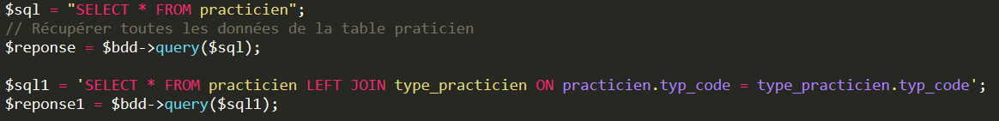 $sql = "SELECT * FROM practicien";
// Récupérer toutes les données de la table praticien
$reponse = $bdd->query($sql);
$sql1 = 'SELECT * FROM practicien LEFT JOIN type_practicien ON practicien.typ_code = type_practicien.typ_code';
$reponse1 = $bdd->query($sql1);